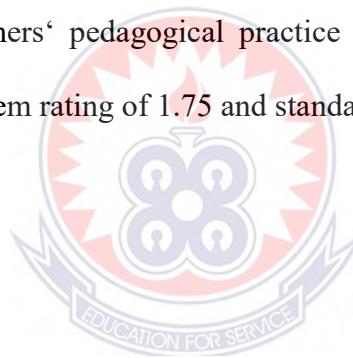 ners‘ pedagogical practice
em rating of 1.75 and standa
EDUCATION FOR SERVICE